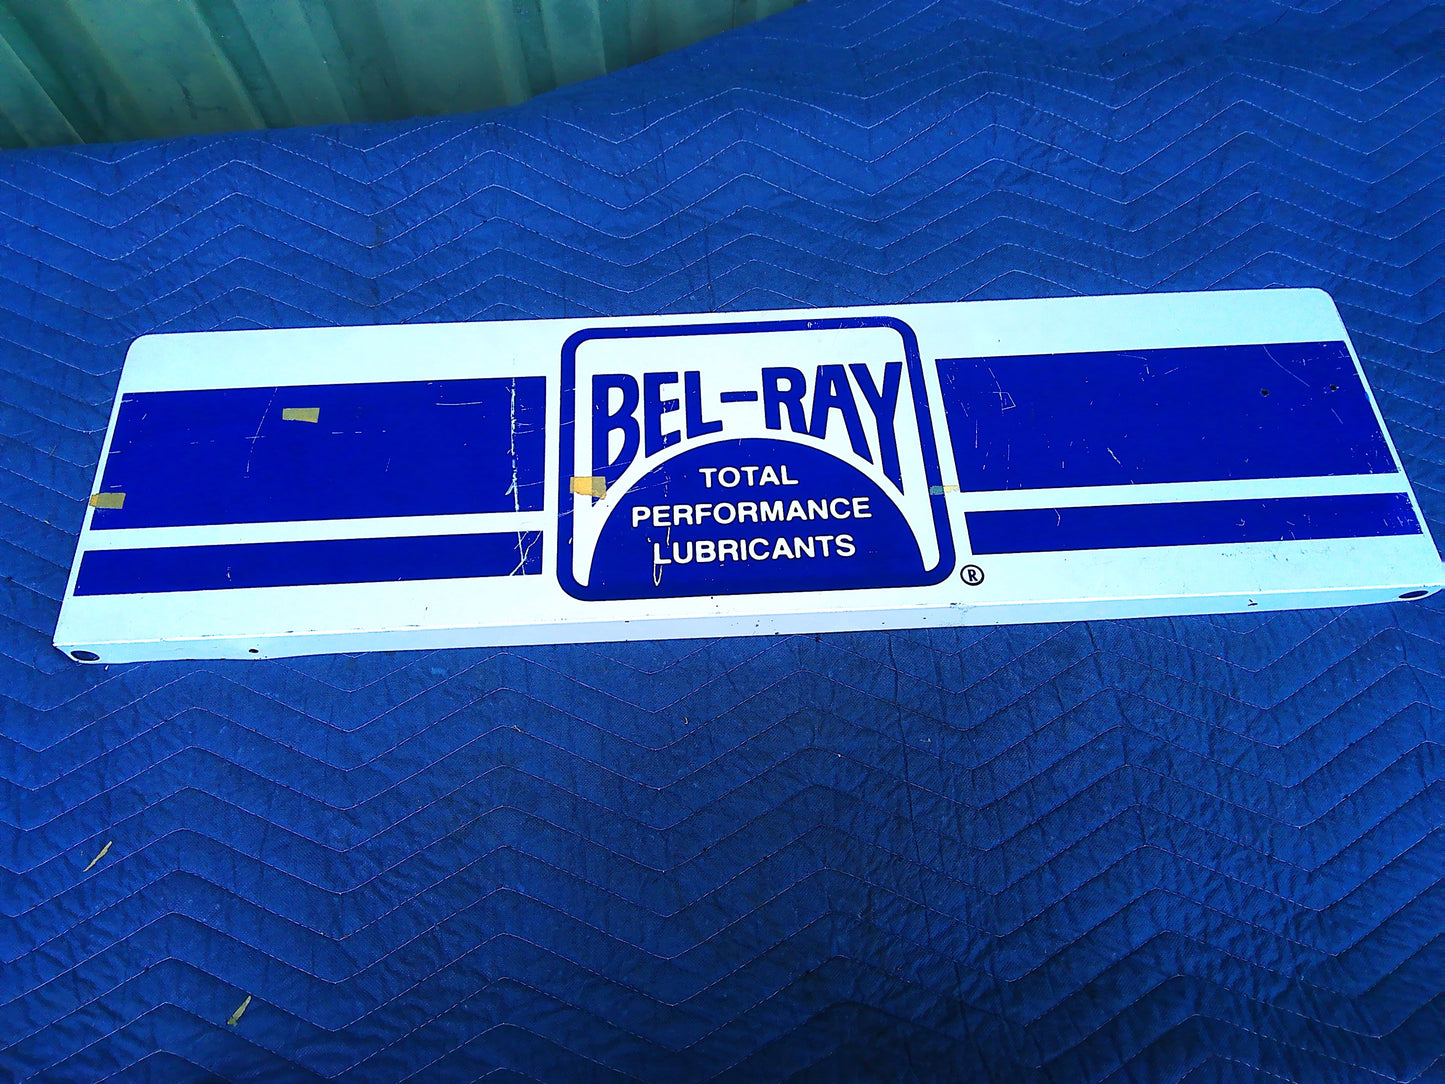 BEL-RAY
TOTAL
PERFORMANCE
LUBRICANTS
®